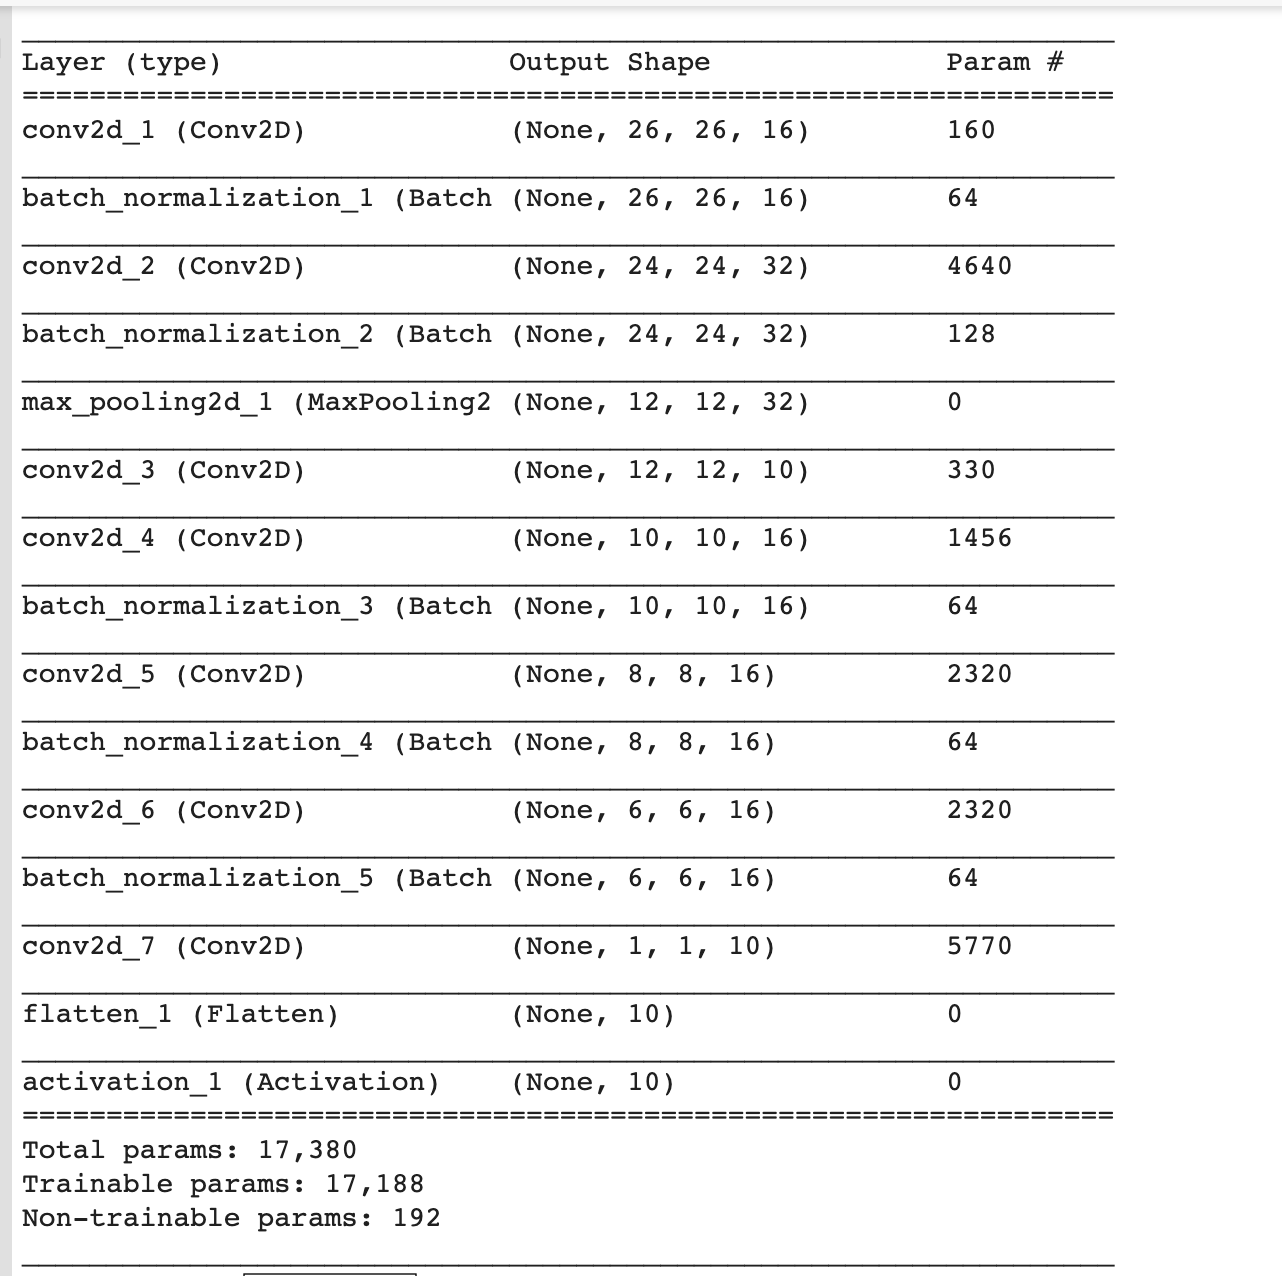 Layer (type) Output Shape Param #
=================================================================
conv2d_1 (Conv2D) (None, 26, 26, 16) 160
batch_normalization_1 (Batch (None, 26, 26, 16) 64
conv2d_2 (Conv2D) (None, 24, 24, 32) 4640
batch_normalization_2 (Batch (None, 24, 24, 32) 128
max_pooling2d_1 (MaxPooling2 (None, 12, 12, 32) 0
conv2d_3 (Conv2D) (None, 12, 12, 10) 330
conv2d_4 (Conv2D) (None, 10, 10, 16) 1456
batch_normalization_3 (Batch (None, 10, 10, 16) 64
conv2d_5 (Conv2D) (None, 8, 8, 16) 2320
batch_normalization_4 (Batch (None, 8, 8, 16) 64
conv2d_6 (Conv2D) (None, 6, 6, 16) 2320
batch_normalization_5 (Batch (None, 6, 6, 16) 64
conv2d_7 (Conv2D) (None, 1, 1, 10) 5770
flatten_1 (Flatten) (None, 10) 0
activation_1 (Activation) (None, 10) 0
=================================================================
Total params: 17,380
Trainable params: 17,188
Non-trainable params: 192